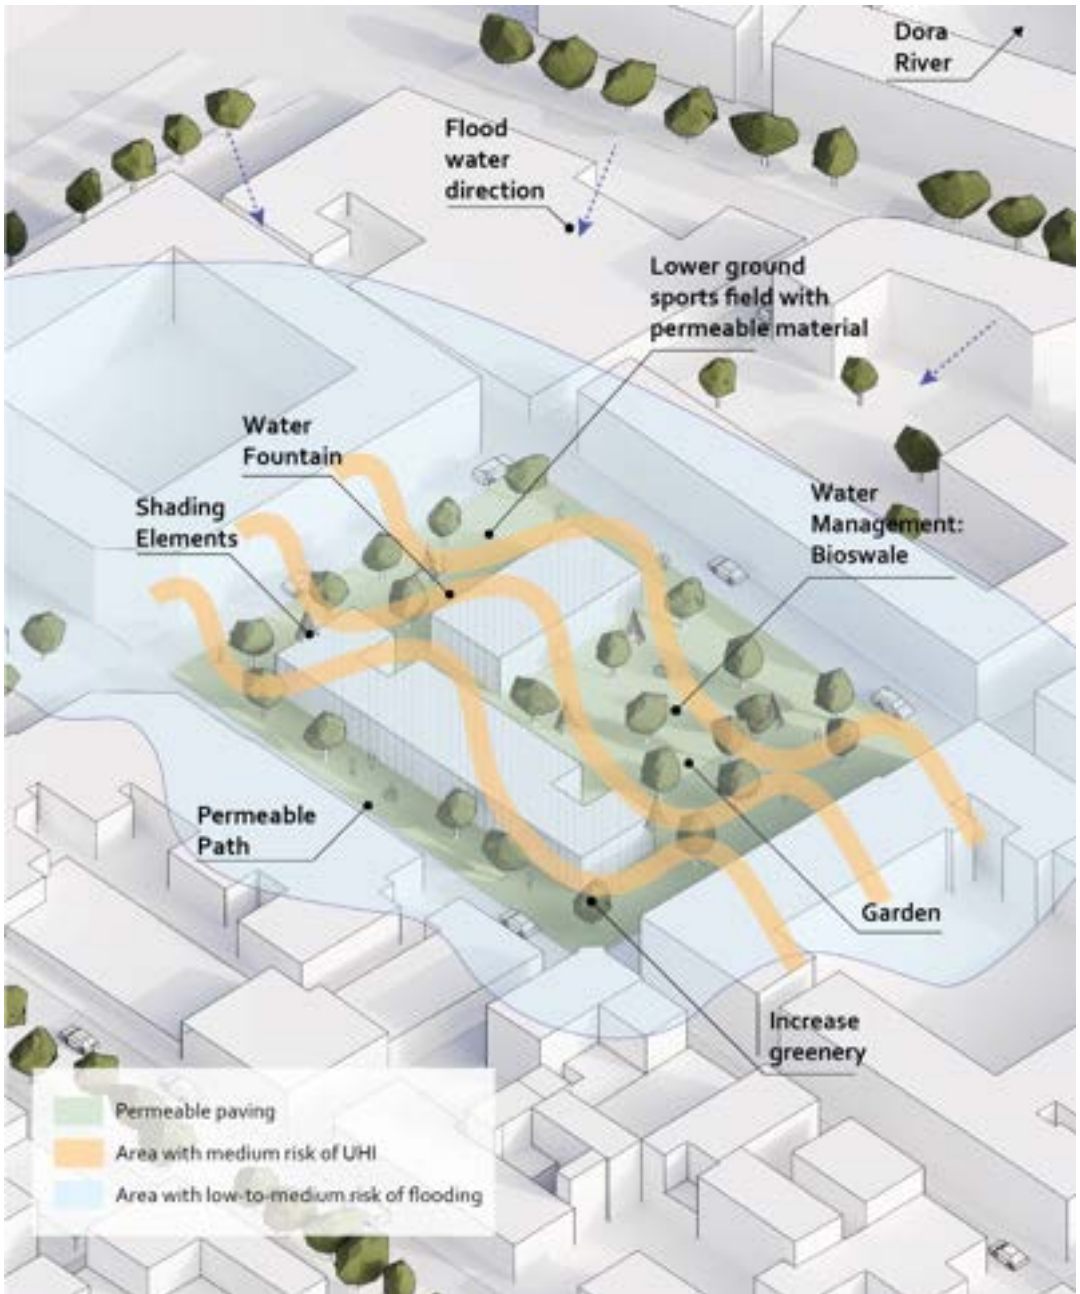 Dora
River
Flood
water
direction
Lower ground
sports field with
permeable material
Water
Fountain
Shading
Elements
Water
Management:
Bioswale
Permeable
Path
Garden
Increase
greenery
Permeable paving
Area with medium risk of UHI
Area with low-to-medium risk of flooding